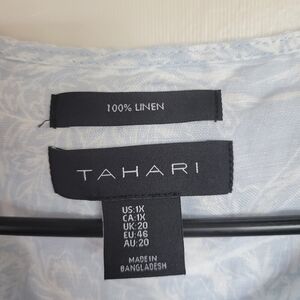 100% LINEN
TAHARI
US:1X
CA:1X
UK:20
EU:46
AU:20
MADE IN
BANGLADESH